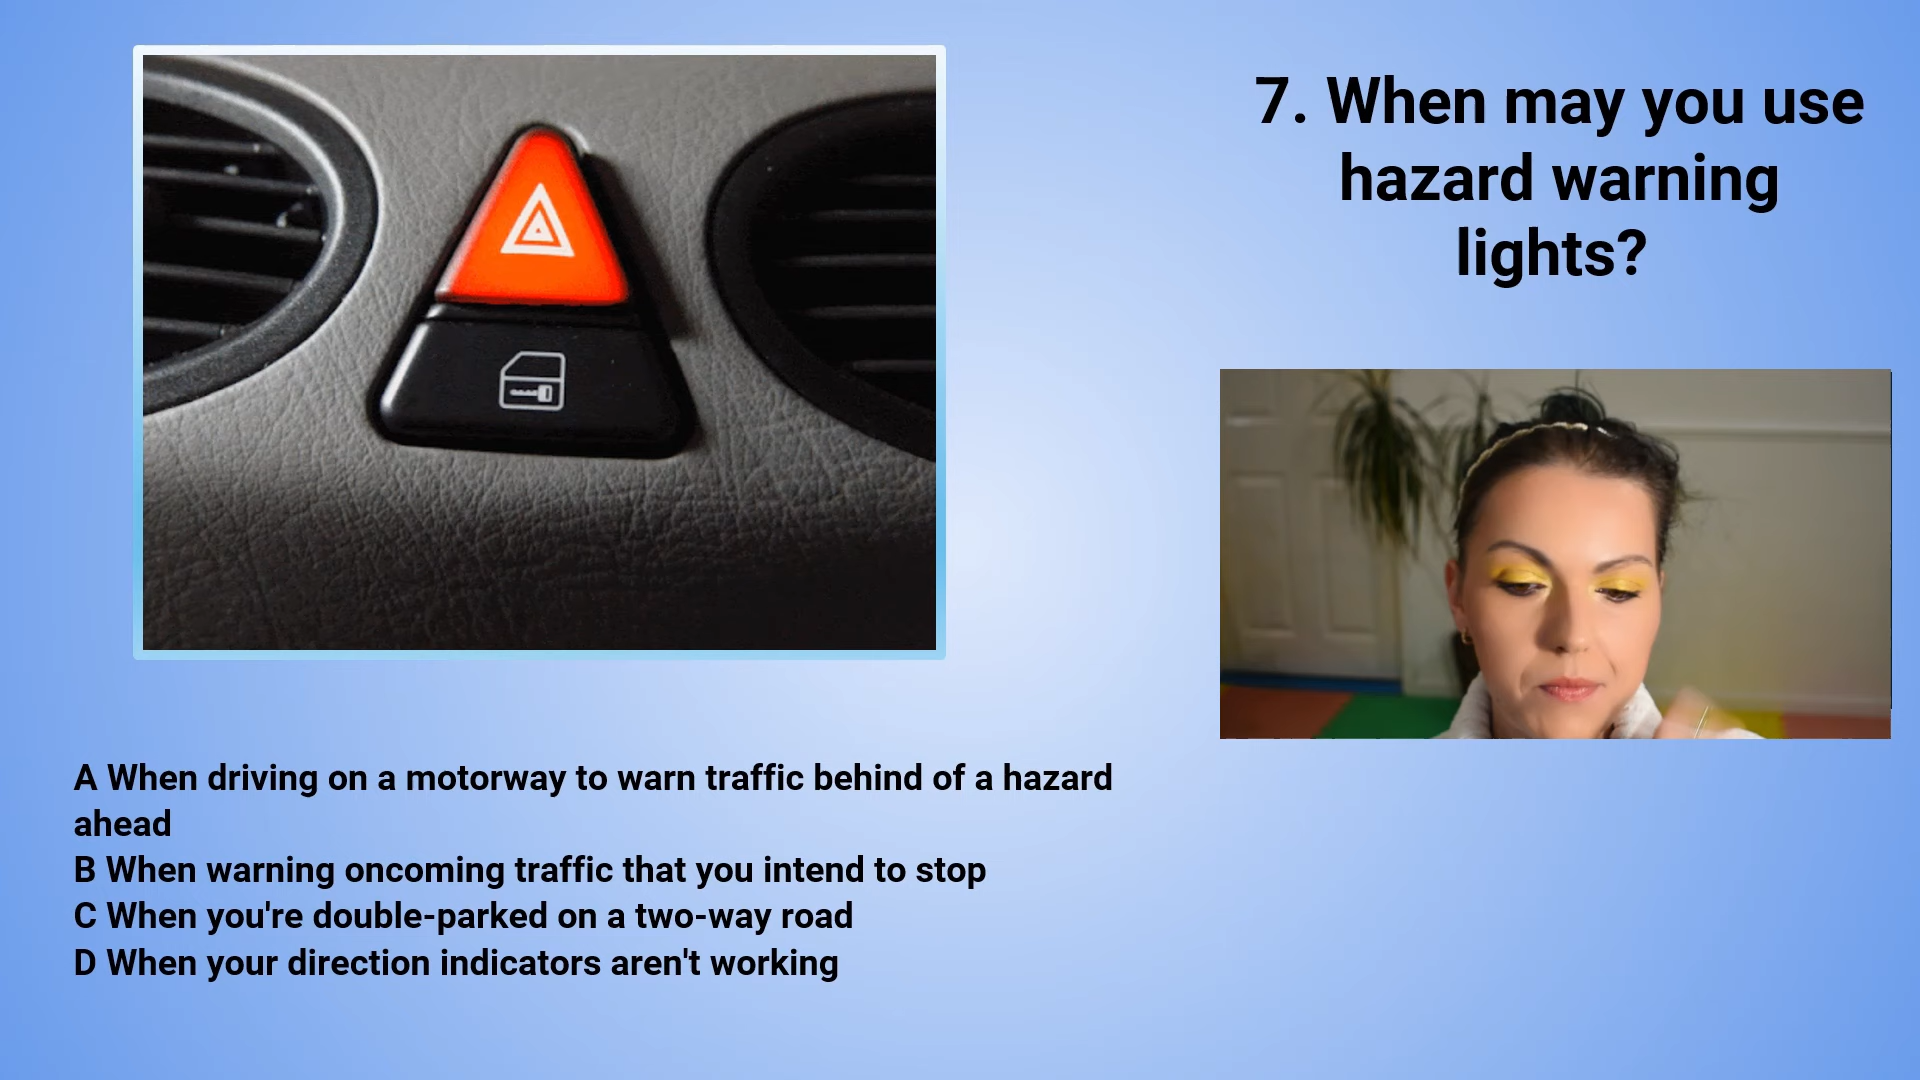 7. When may you use
hazard warning
lights?
A When driving on a motorway to warn traffic behind of a hazard
ahead
B When warning oncoming traffic that you intend to stop
C When you're double-parked on a two-way road
D When your direction indicators aren't working